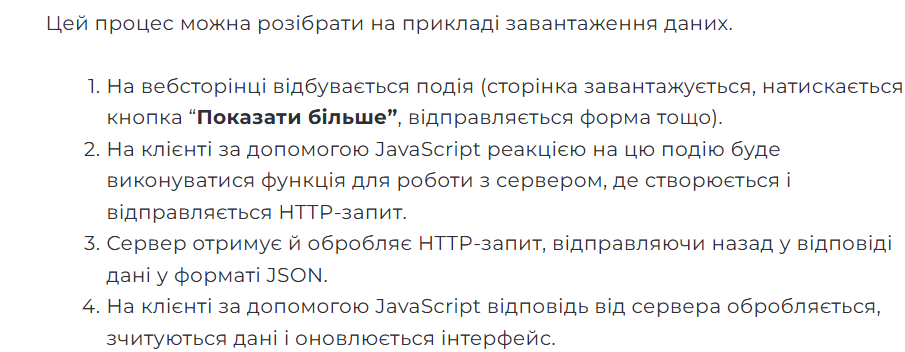 Цей процес можна розібрати на прикладі завантаження даних.
1. На вебсторінці відбувається подія (сторінка завантажується, натискається
кнопка “Показати більше”, відправляється форма тощо).
2. На клієнті за допомогою JavaScript реакцією на цю подію буде
виконуватися функція для роботи з сервером, де створюється і
відправляється HTTP-запит.
3. Сервер отримує й обробляє HTTP-запит, відправляючи назад у відповіді
дані у форматі JSON.
4. На клієнті за допомогою JavaScript відповідь від сервера обробляється,
зчитуються дані і оновлюється інтерфейс.